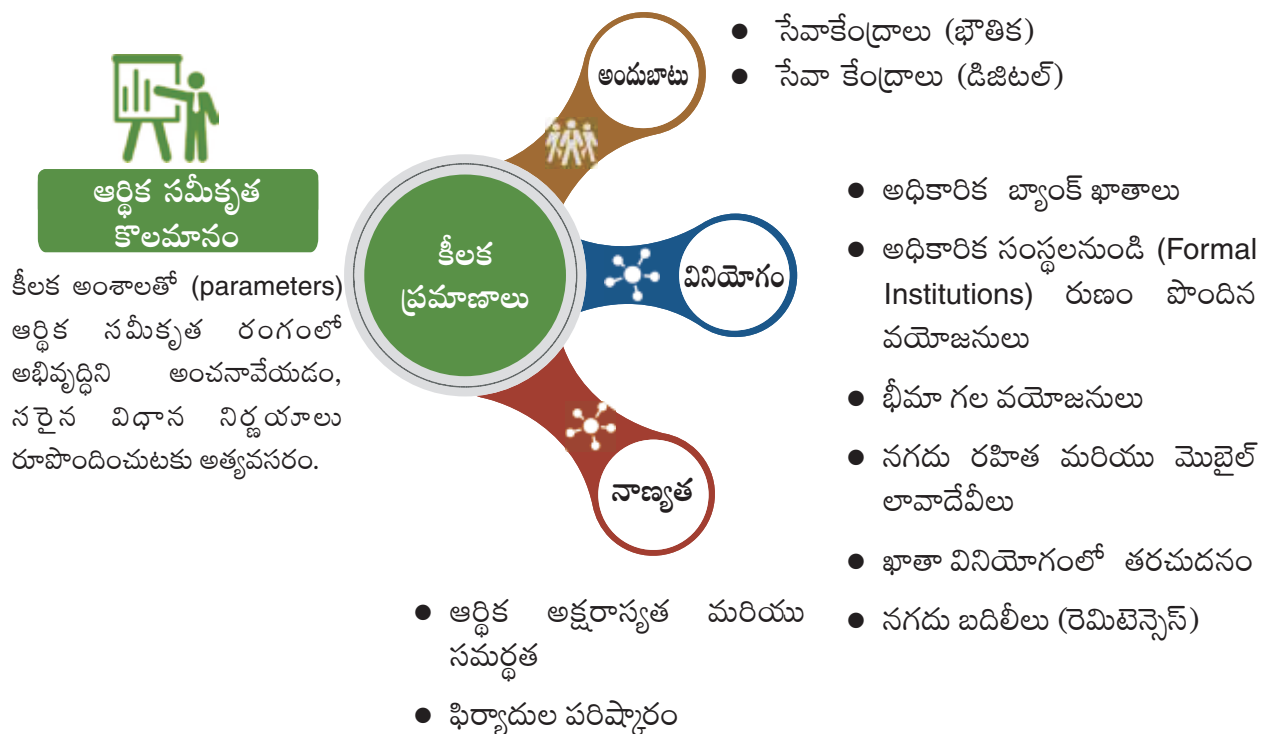 ఆర్థిక సమీకృత
కొలమానం
కీలక అంశాలతో (parameters)
ఆర్థిక సమీకృత రంగంలో
అభివృద్ధిని అంచనావేయడం,
సరైన విధాన నిర్ణయాలు
రూపొందించుటకు అత్యవసరం.
కీలక
ప్రమాణాలు
అందుబాటు
● సేవాకేంద్రాలు (భౌతిక)
● సేవా కేంద్రాలు (డిజిటల్)
వినియోగం
● అధికారిక బ్యాంక్ ఖాతాలు
● అధికారిక సంస్థలనుండి (Formal
Institutions) రుణం పొందిన
వయోజనులు
● భీమా గల వయోజనులు
● నగదు రహిత మరియు మొబైల్
లావాదేవీలు
● ఖాతా వినియోగంలో తరచుదనం
● నగదు బదిలీలు (రెమిటెన్సెస్)
నాణ్యత
● ఆర్థిక అక్షరాస్యత మరియు
సమర్థత
● ఫిర్యాదుల పరిష్కారం